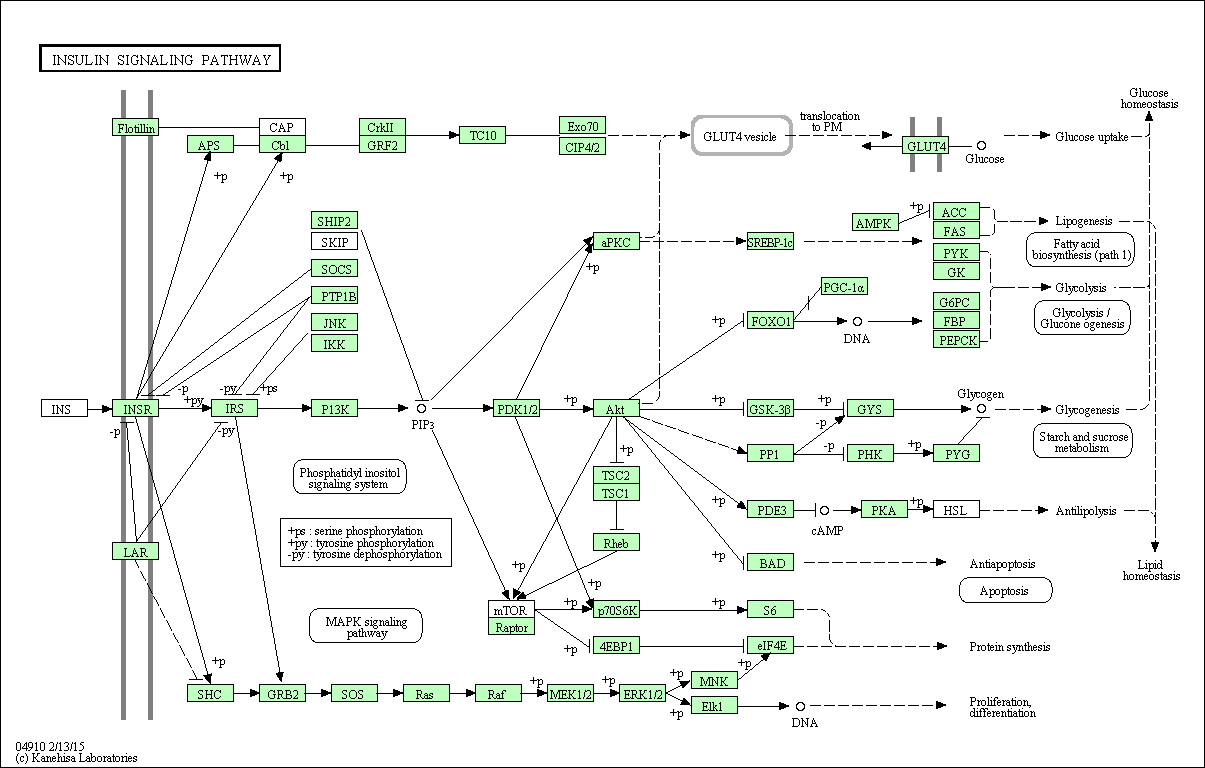 INSULIN SIGNALING PATHWAY
Glucose
homeostasis
Flotillin
CAP
Cbl
APS
CrkII
GRF2
TC10
Exo70
CIP4/2
GLUT4 vesicle
translocation
to PM
GLUT4
Glucose
Glucose uptake
+p
+p
SHIP2
SKIP
SOCS
PTP1B
JNK
IKK
aPKC
+p
SREBP-1c
AMPK
+p
ACC
FAS
PYK
GK
G6PC
FBP
PEPCK
Lipogenesis
Fatty acid
biosynthesis (path 1)
PGC-1α
Glycolysis
Glycolysis /
Glucone ogenesis
+p
FOXO1
DNA
-p
+py
-py
+ps
INS
INSR
IRS
P13K
PIP3
PDK1/2
+p
Akt
+p
GSK-3β
+p
GYS
Glycogen
Glycogenesis
-p
-py
-p
-p
+p
PP1
PHK
PYG
Starch and sucrose
metabolism
+p
TSC2
TSC1
Phosphatidyl inositol
signaling system
+p
PDE3
cAMP
PKA
+p
HSL
Antilipolysis
+ps : serine phosphorylation
+py : tyrosine phosphorylation
-py : tyrosine dephosphorylation
LAR
Rheb
+p
BAD
Antiapoptosis
Apoptosis
Lipid
homeostasis
+p
+p
mTOR
Raptor
+p
p70S6K
+p
S6
MAPK signaling
pathway
+p
4EBP1
eIF4E
Protein synthesis
+p
+p
SHC
GRB2
SOS
Ras
Raf
+p
MEK1/2
+p
ERK1/2
+p
MNK
+p
Elk1
DNA
Proliferation,
differentiation
04910 2/13/15
(c) Kanehisa Laboratories